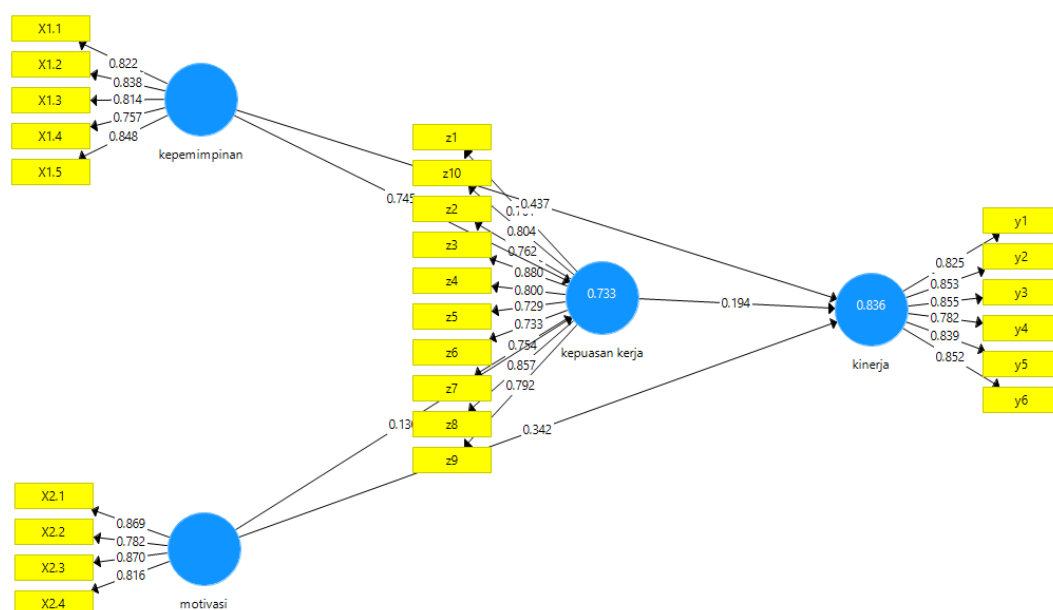 X1.1
X1.2
X1.3
X1.4
X1.5
0.822
0.838
0.814
0.757
0.848
kepemimpinan
0.745
0.437
z1
z10
z2
z3
z4
z5
z6
z7
z8
z9
0.804
0.762
0.880
0.800
0.729
0.733
0.754
0.857
0.792
0.733
kepuasan kerja
0.194
0.342
0.836
kinerja
y1
y2
y3
y4
y5
y6
0.825
0.853
0.855
0.782
0.839
0.852
X2.1
X2.2
X2.3
X2.4
0.869
0.782
0.870
0.816
motivasi